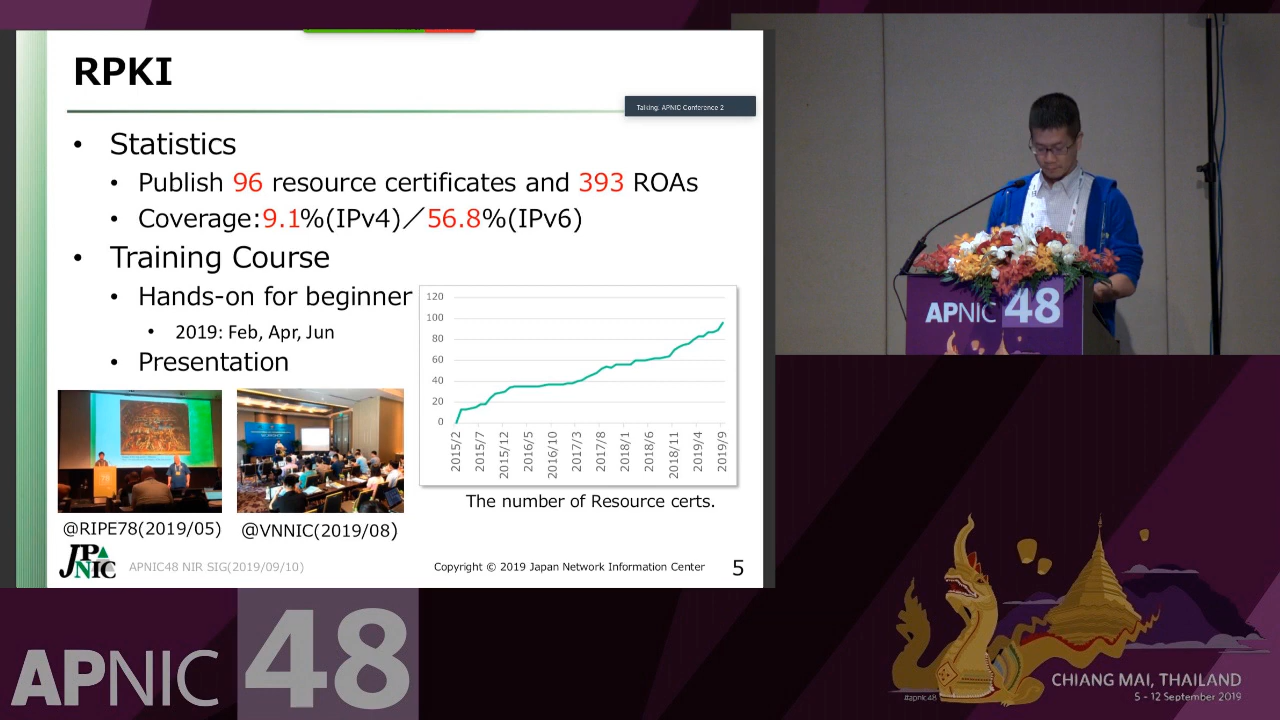 RPKI
Talking: APNIC Conference 2
• Statistics
• Publish 96 resource certificates and 393 ROAs
• Coverage:9.1%(IPv4)／56.8%(IPv6)
• Training Course
• Hands-on for beginner
• 2019: Feb, Apr, Jun
• Presentation
120
100
80
60
40
20
0
2015/2
2015/7
2015/12
2016/5
2016/10
2017/3
2017/8
2018/1
2018/6
2018/11
2019/4
2019/9
The number of Resource certs.
@RIPE78(2019/05)
@VNNIC(2019/08)
JPNIC
APNIC48 NIR SIG(2019/09/10)
Copyright © 2019 Japan Network Information Center
5
APNIC 48
APNIC 48
#apnic48
CHIANG MAI, THAILAND
5 - 12 September 2019